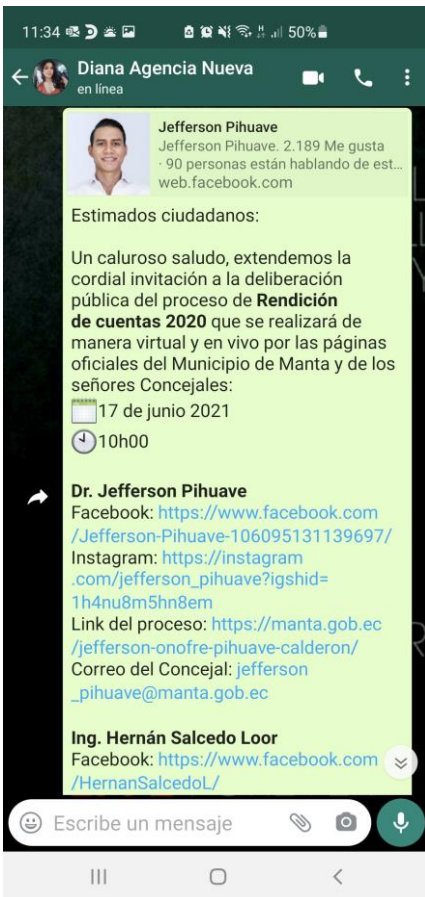 11:34
50%
Diana Agencia Nueva
en línea
Jefferson Pihuave
Jefferson Pihuave. 2.189 Me gusta
· 90 personas están hablando de est...
web.facebook.com
Estimados ciudadanos:
Un caluroso saludo, extendemos la
cordial invitación a la deliberación
pública del proceso de Rendición
de cuentas 2020 que se realizará de
manera virtual y en vivo por las páginas
oficiales del Municipio de Manta y de los
señores Concejales:
17 de junio 2021
10h00
Dr. Jefferson Pihuave
Facebook: https://www.facebook.com
/Jefferson-Pihuave-106095131139697/
Instagram: https://instagram
.com/jefferson_pihuave?igshid=
1h4nu8m5hn8em
Link del proceso: https://manta.gob.ec
/jefferson-onofre-pihuave-calderon/
Correo del Concejal: jefferson
_pihuave@manta.gob.ec
Ing. Hernán Salcedo Loor
Facebook: https://www.facebook.com
/HernanSalcedoL/
Escribe un mensaje